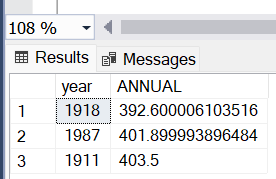 108 %
Results Messages
year ANNUAL
1 1918 392.600006103516
2 1987 401.899993896484
3 1911 403.5